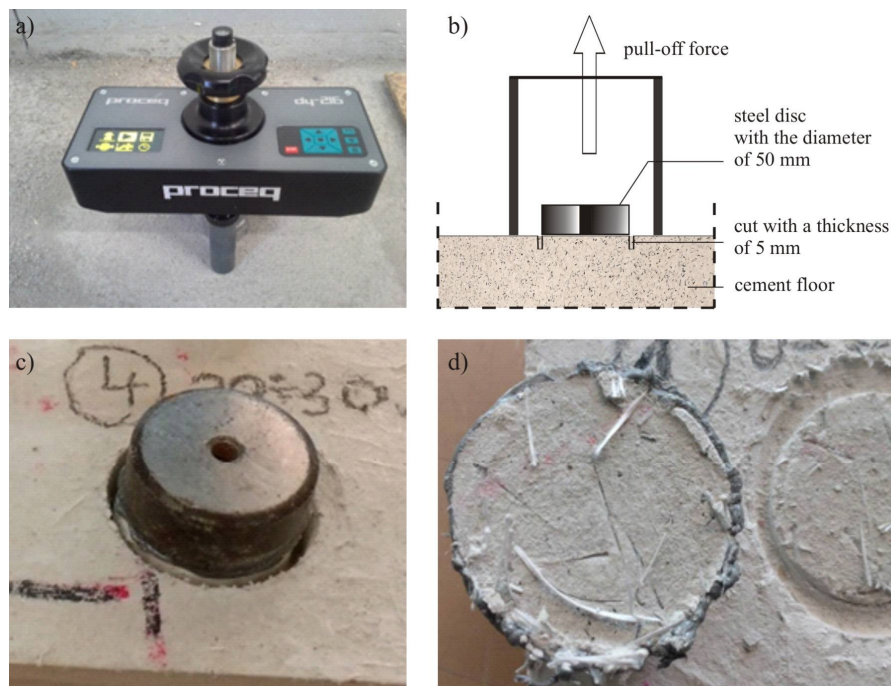 a)
proceq
dy-216
proceq
b)
pull-off force
steel disc
with the diameter
of 50 mm
cut with a thickness
of 5 mm
cement floor
c)
4
d)